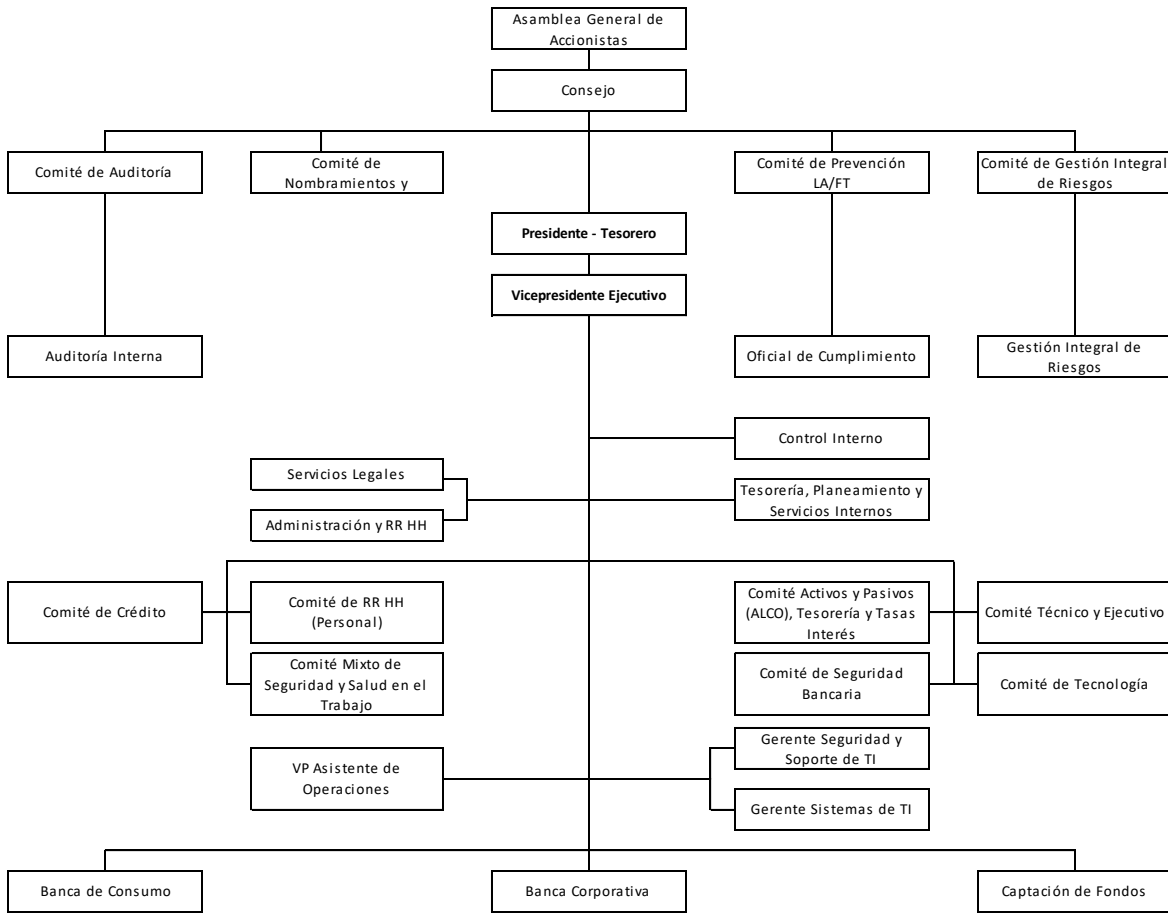 Asamblea General de
Accionistas
Consejo
Comité de Auditoría
Comité de
Nombramientos y
Comité de Prevención
LA/FT
Comité de Gestión Integral
de Riesgos
Presidente - Tesorero
Vicepresidente Ejecutivo
Auditoría Interna
Oficial de Cumplimiento
Gestión Integral de
Riesgos
Control Interno
Servicios Legales
Administración y RR HH
Tesorería, Planeamiento y
Servicios Internos
Comité de Crédito
Comité de RR HH
(Personal)
Comité Activos y Pasivos
(ALCO), Tesorería y Tasas
Interés
Comité Técnico y Ejecutivo
Comité Mixto de
Seguridad y Salud en el
Trabajo
Comité de Seguridad
Bancaria
Comité de Tecnología
VP Asistente de
Operaciones
Gerente Seguridad y
Soporte de TI
Gerente Sistemas de TI
Banca de Consumo
Banca Corporativa
Captación de Fondos